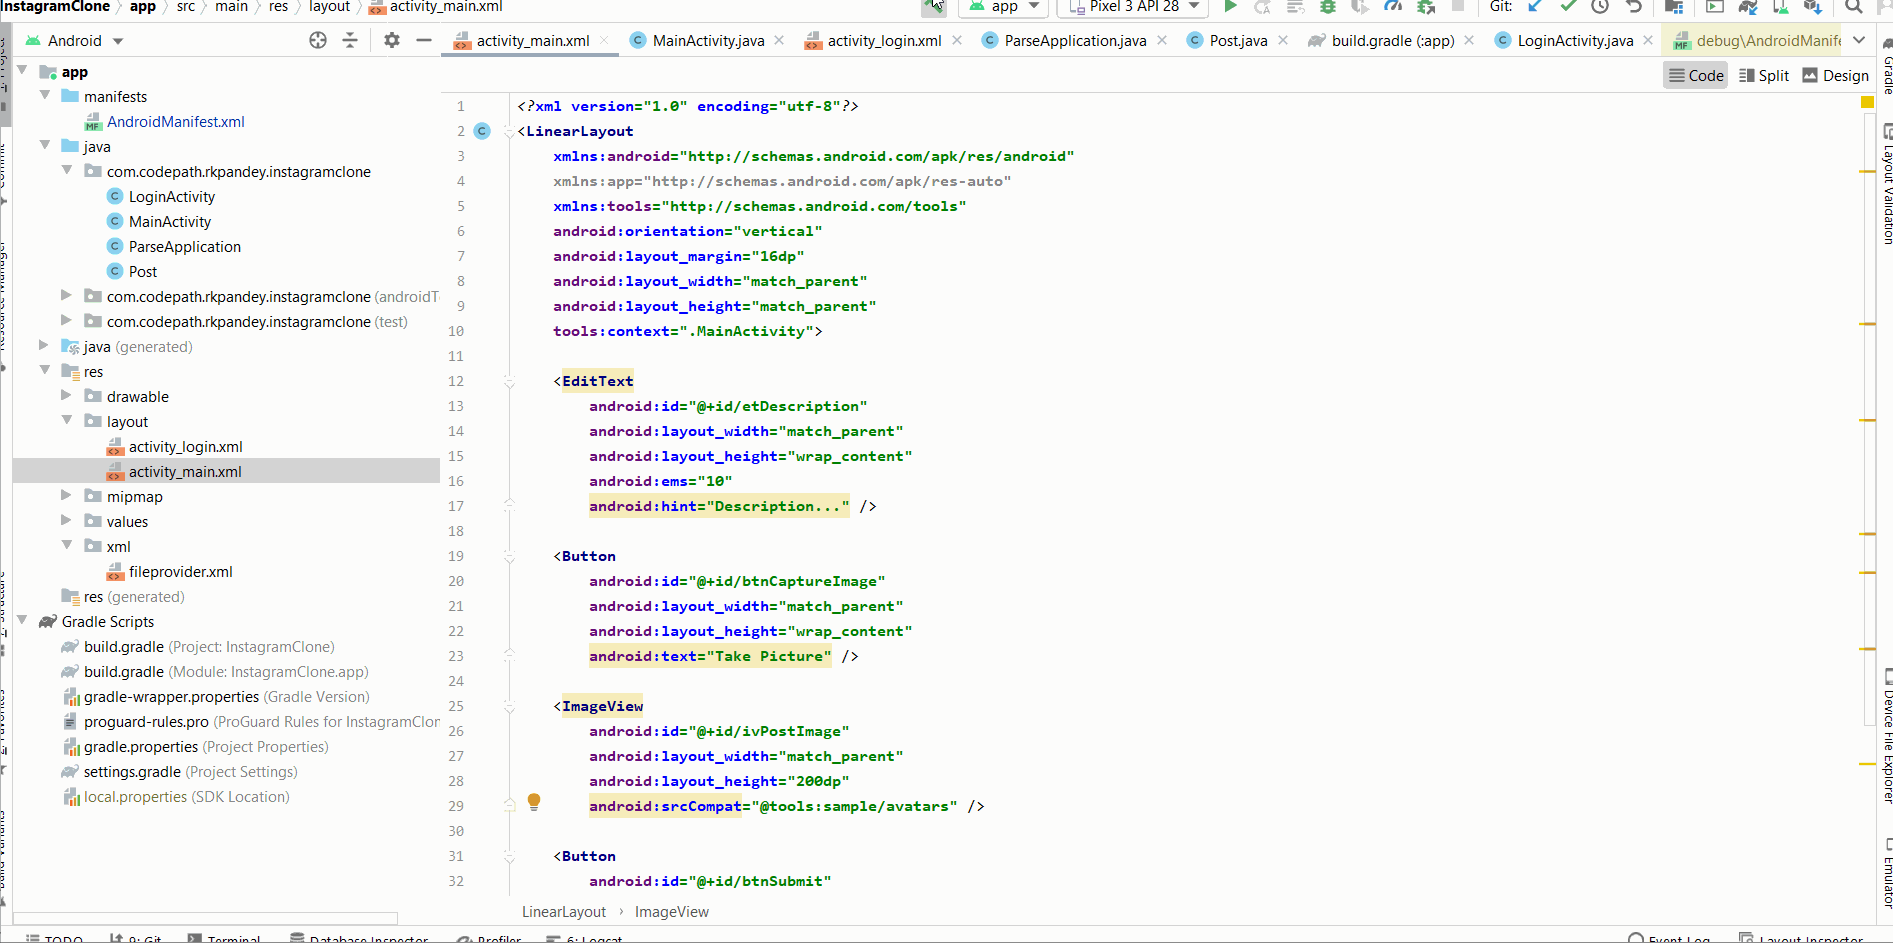 InstagramClone app src main res layout activity_main.xml
app Pixel 3 API 28 Git:
Android
activity_main.xml MainActivity.java activity_login.xml ParseApplication.java Post.java build.gradle (:app) LoginActivity.java debug\AndroidManife
Code Split Design
app
manifests
AndroidManifest.xml
java
com.codepath.rkpandey.instagramclone
LoginActivity
MainActivity
ParseApplication
Post
com.codepath.rkpandey.instagramclone (androidT
com.codepath.rkpandey.instagramclone (test)
java (generated)
res
drawable
layout
activity_login.xml
activity_main.xml
mipmap
values
xml
fileprovider.xml
res (generated)
Gradle Scripts
build.gradle (Project: InstagramClone)
build.gradle (Module: InstagramClone.app)
gradle-wrapper.properties (Gradle Version)
proguard-rules.pro (ProGuard Rules for InstagramClor
gradle.properties (Project Properties)
settings.gradle (Project Settings)
local.properties (SDK Location)
1 <?xml version="1.0" encoding="utf-8"?>
2 <LinearLayout
3 xmlns:android="http://schemas.android.com/apk/res/android"
4 xmlns:app="http://schemas.android.com/apk/res-auto"
5 xmlns:tools="http://schemas.android.com/tools"
6 android:orientation="vertical"
7 android:layout_margin="16dp"
8 android:layout_width="match_parent"
9 android:layout_height="match_parent"
10 tools:context=".MainActivity">
11
12 <EditText
13 android:id="@+id/etDescription"
14 android:layout_width="match_parent"
15 android:layout_height="wrap_content"
16 android:ems="10"
17 android:hint="Description..." />
18
19 <Button
20 android:id="@+id/btnCaptureImage"
21 android:layout_width="match_parent"
22 android:layout_height="wrap_content"
23 android:text="Take Picture" />
24
25 <ImageView
26 android:id="@+id/ivPostImage"
27 android:layout_width="match_parent"
28 android:layout_height="200dp"
29 android:srcCompat="@tools:sample/avatars" />
30
31 <Button
32 android:id="@+id/btnSubmit"
LinearLayout › ImageView
TODO 9: Git Terminal Database Inspector Profiler 6: Logcat Event Log Layout Inspector
Gradle
Layout Validation
Device File Explorer
Emulator